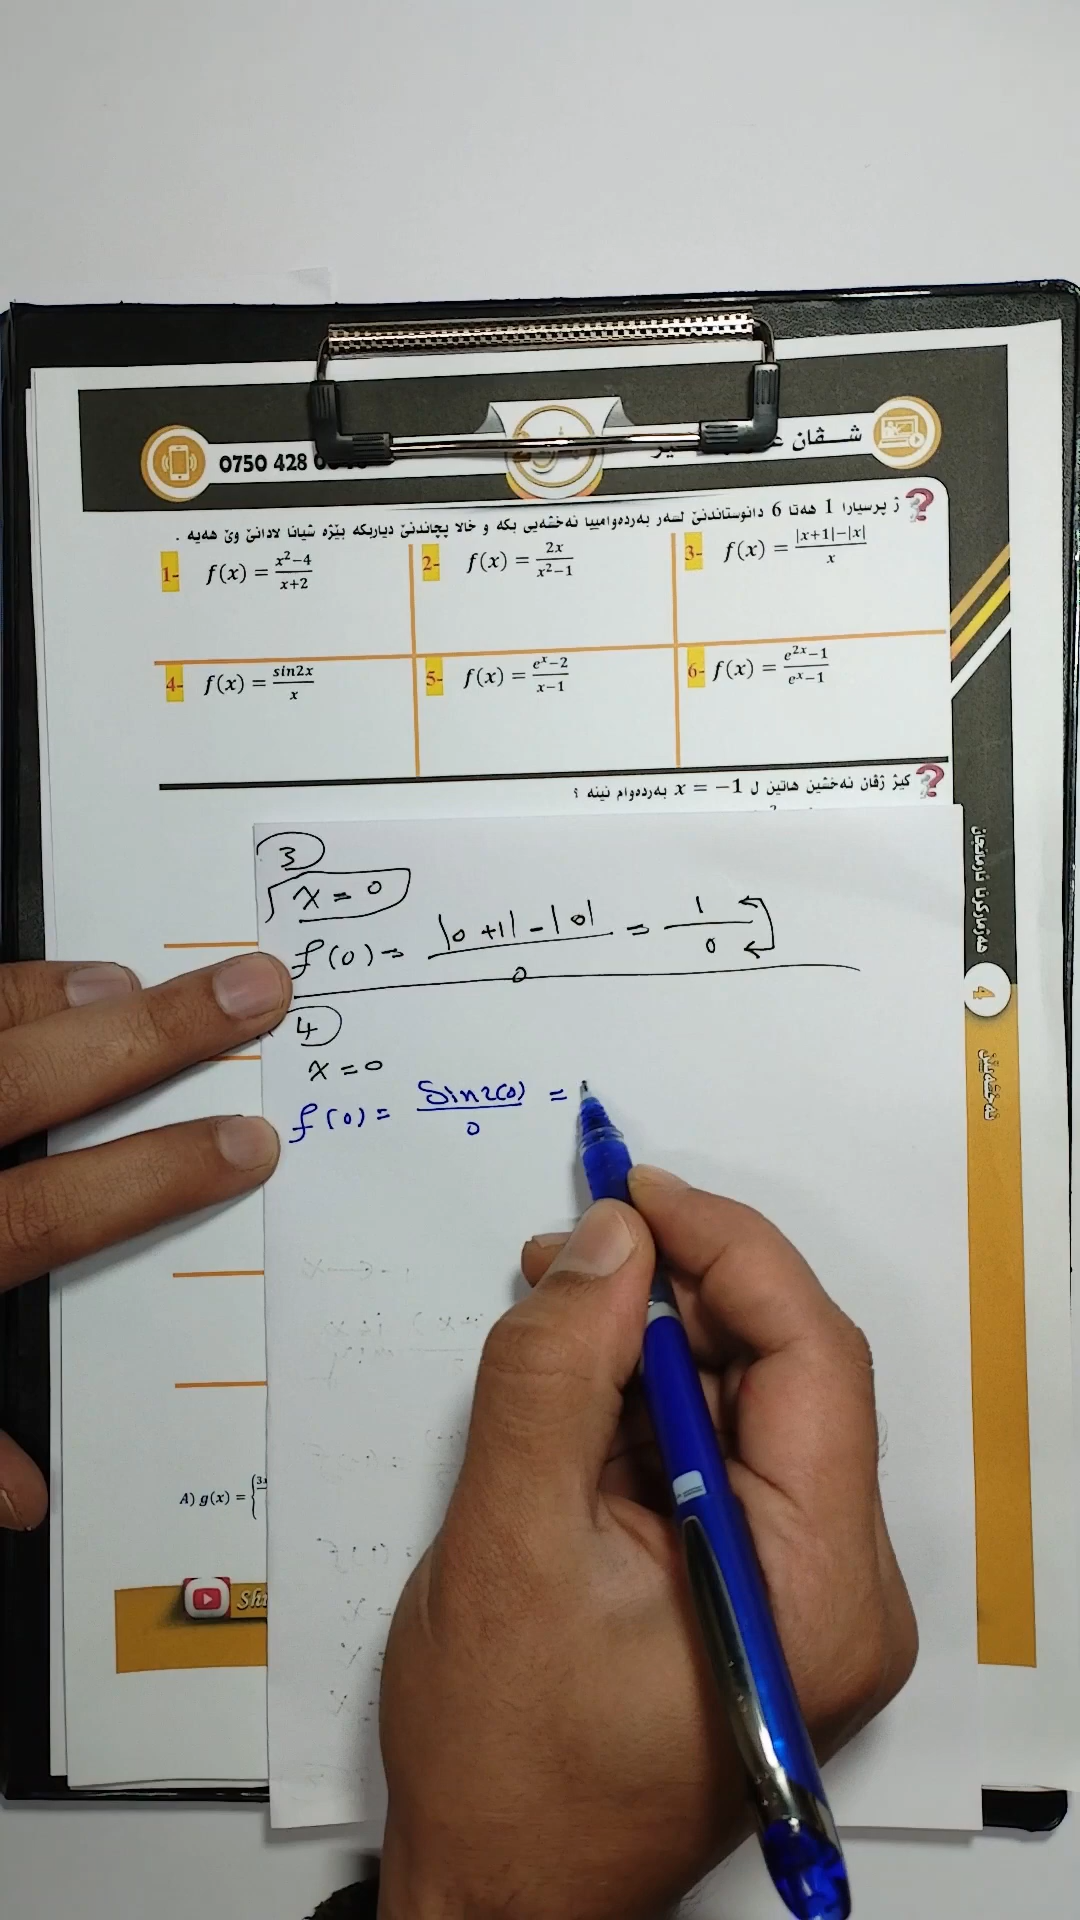 شـــڤان
0750 428
ژ پرسیارا 1 هەتا 6 دانوستاندنێ لسەر بەردەوامییا نەخشەیی بکە و خالا پچاندنێ دیاربکە بێژە شیانا لادانێ وێ هەیە .
1- f(x) = x²−4 / x+2
2- f(x) = 2x / x²−1
3- f(x) = |x+1|−|x| / x
4- f(x) = sin2x / x
5- f(x) = eˣ−2 / x−1
6- f(x) = e²ˣ−1 / eˣ−1
کیژ ژڤان نەخشین هاتین ل x = −1 بەردەوام نینە ؟
3
x = 0
f(0) = |0+1| - |0| / 0 = 1 / 0
4
x = 0
f(0) = Sin2(0) / 0 =
4
A) g(x) =